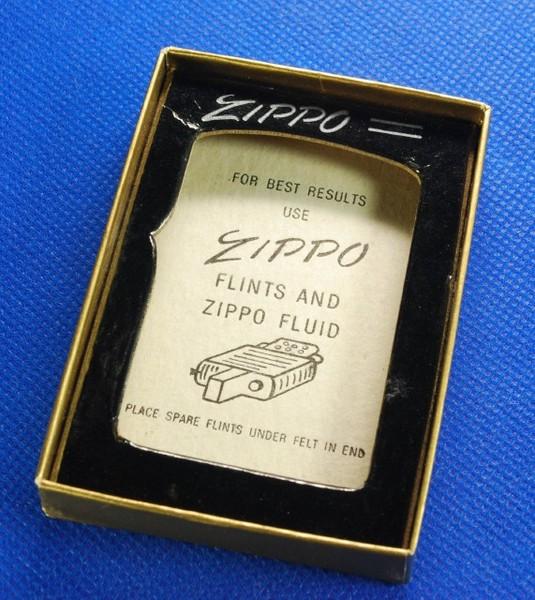 ZIPPO
FOR BEST RESULTS
USE
ZIPPO
FLINTS AND
ZIPPO FLUID
PLACE SPARE FLINTS UNDER FELT IN END